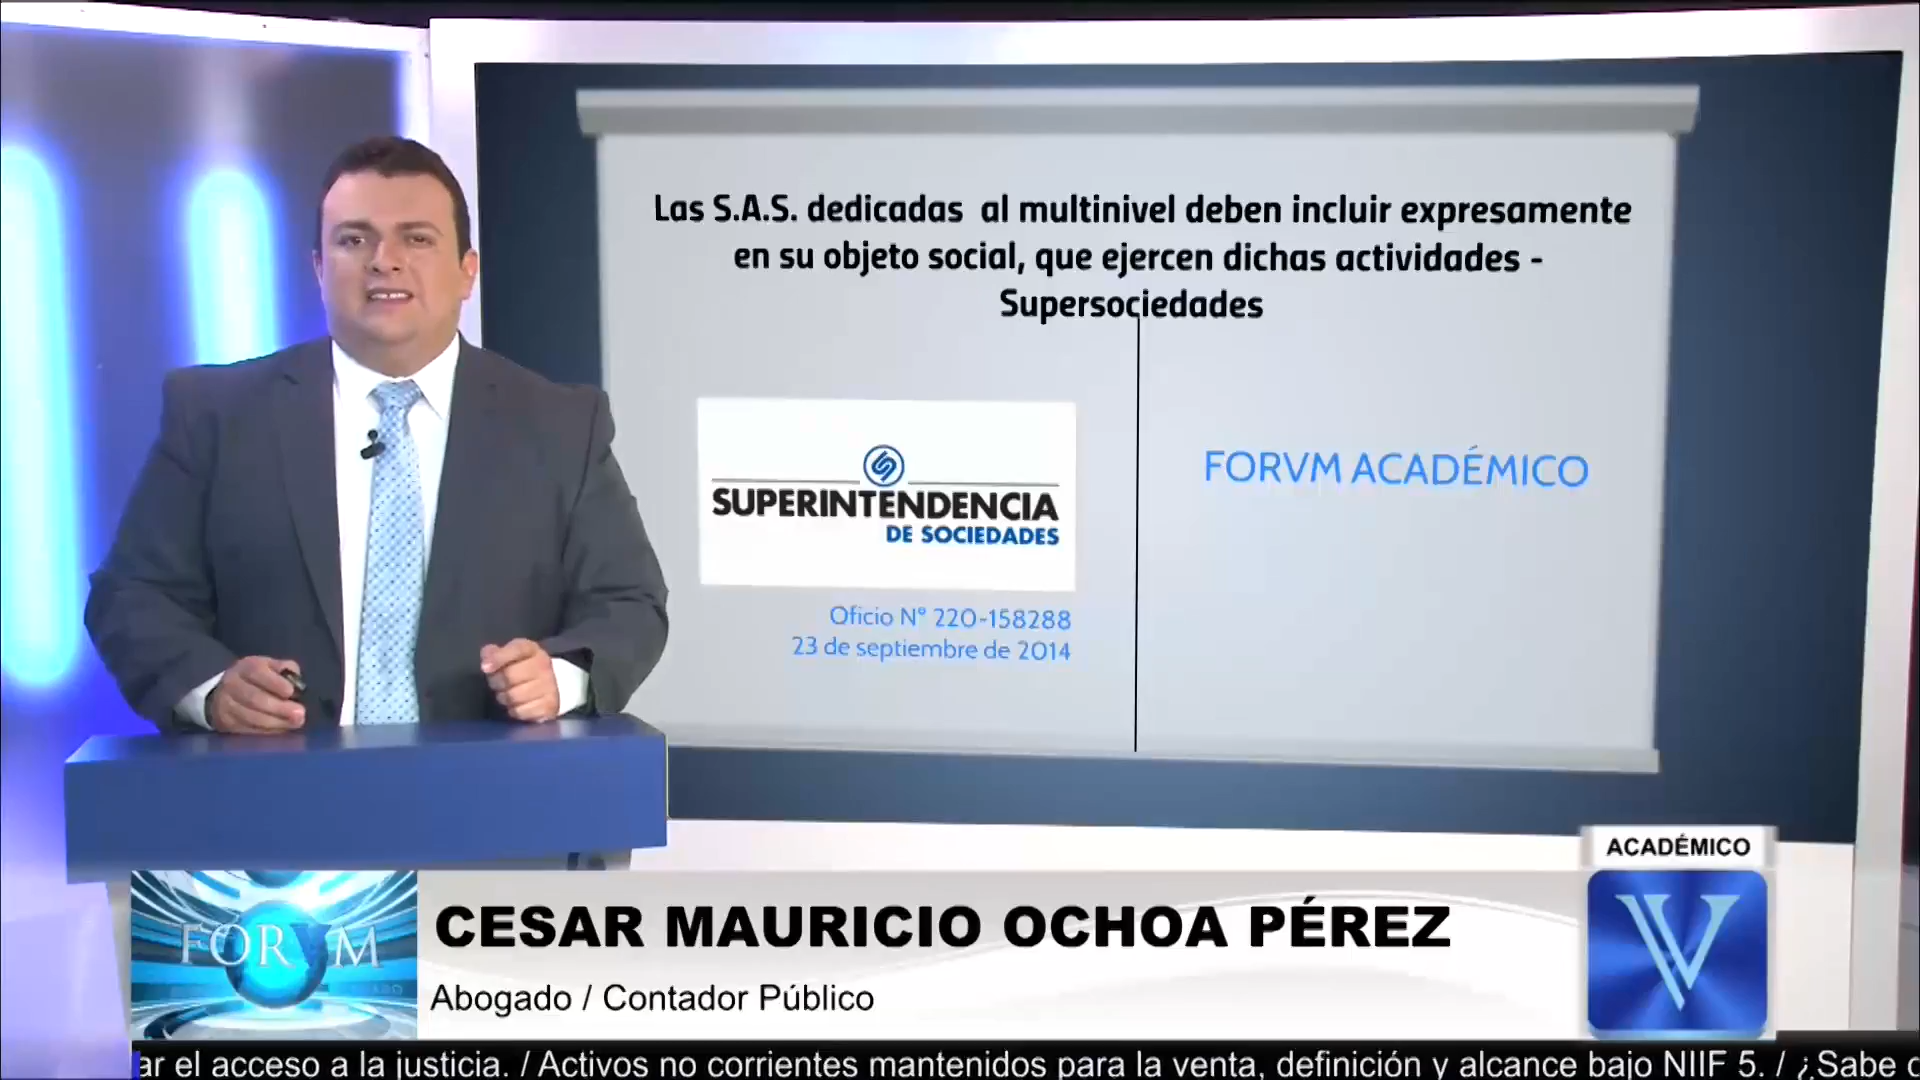 Las S.A.S. dedicadas al multinivel deben incluir expresamente
en su objeto social, que ejercen dichas actividades -
Supersociedades
SUPERINTENDENCIA
DE SOCIEDADES
Oficio N° 220-158288
23 de septiembre de 2014
FORVM ACADÉMICO
ACADÉMICO
FORVM
CESAR MAURICIO OCHOA PÉREZ
Abogado / Contador Público
ar el acceso a la justicia. / Activos no corrientes mantenidos para la venta, definición y alcance bajo NIIF 5. / ¿Sabe